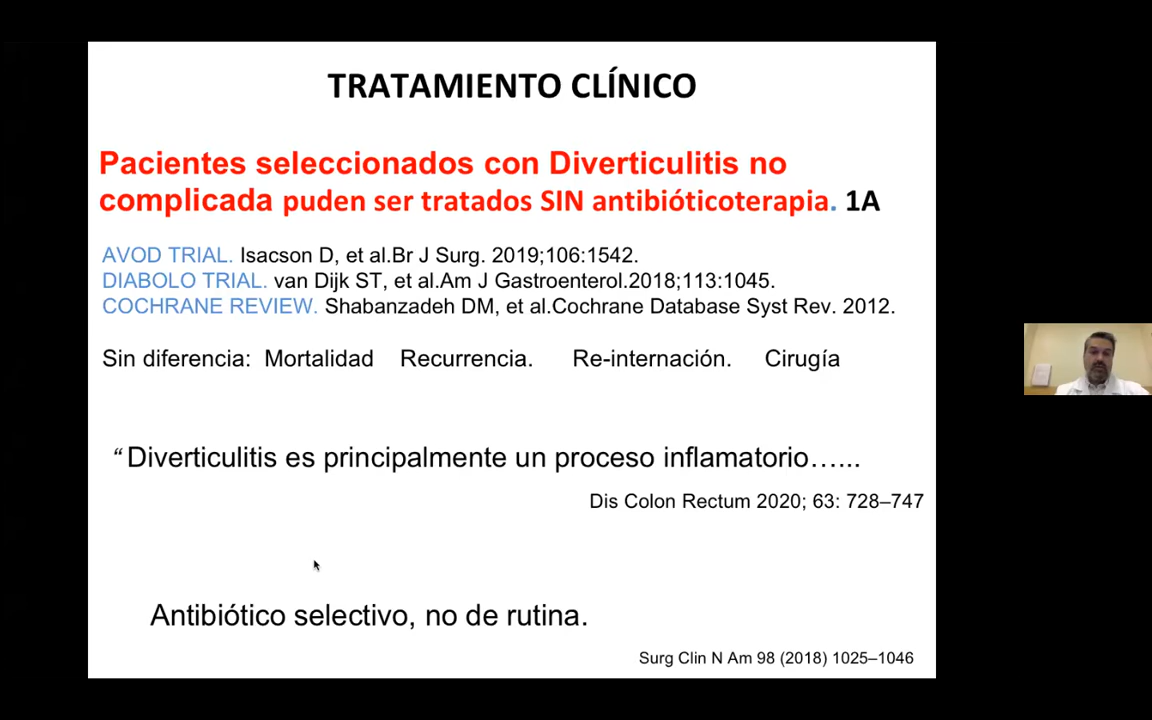 TRATAMIENTO CLÍNICO
Pacientes seleccionados con Diverticulitis no
complicada puden ser tratados SIN antibióticoterapia. 1A
AVOD TRIAL. Isacson D, et al.Br J Surg. 2019;106:1542.
DIABOLO TRIAL. van Dijk ST, et al.Am J Gastroenterol.2018;113:1045.
COCHRANE REVIEW. Shabanzadeh DM, et al.Cochrane Database Syst Rev. 2012.
Sin diferencia: Mortalidad Recurrencia. Re-internación. Cirugía
“Diverticulitis es principalmente un proceso inflamatorio…...
Dis Colon Rectum 2020; 63: 728–747
Antibiótico selectivo, no de rutina.
Surg Clin N Am 98 (2018) 1025–1046